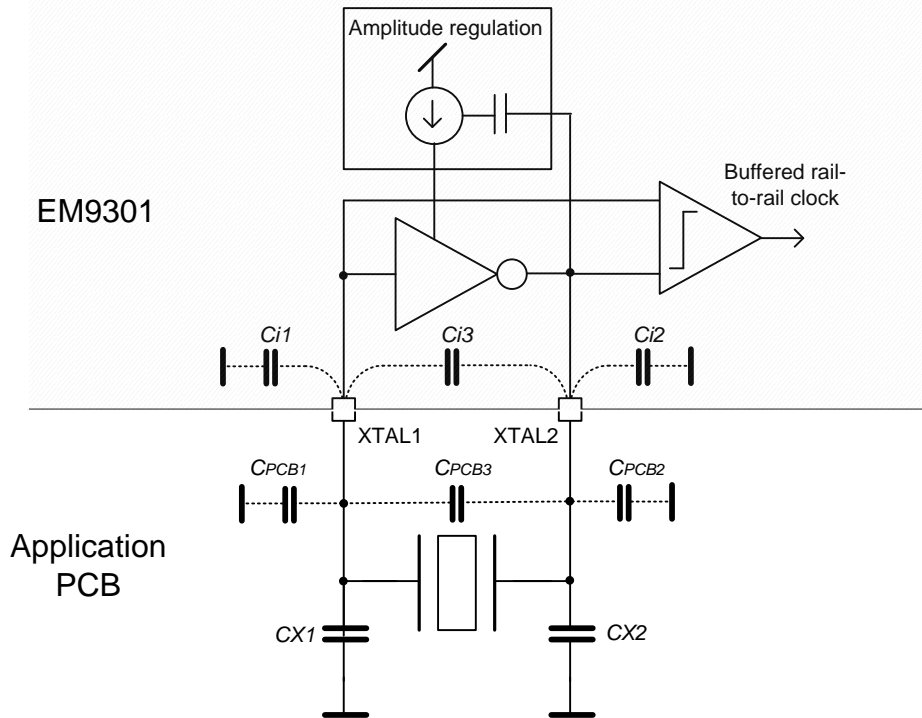 Amplitude regulation
Buffered rail-
to-rail clock
EM9301
Ci1
Ci3
Ci2
XTAL1
XTAL2
CPCB1
CPCB3
CPCB2
Application
PCB
CX1
CX2